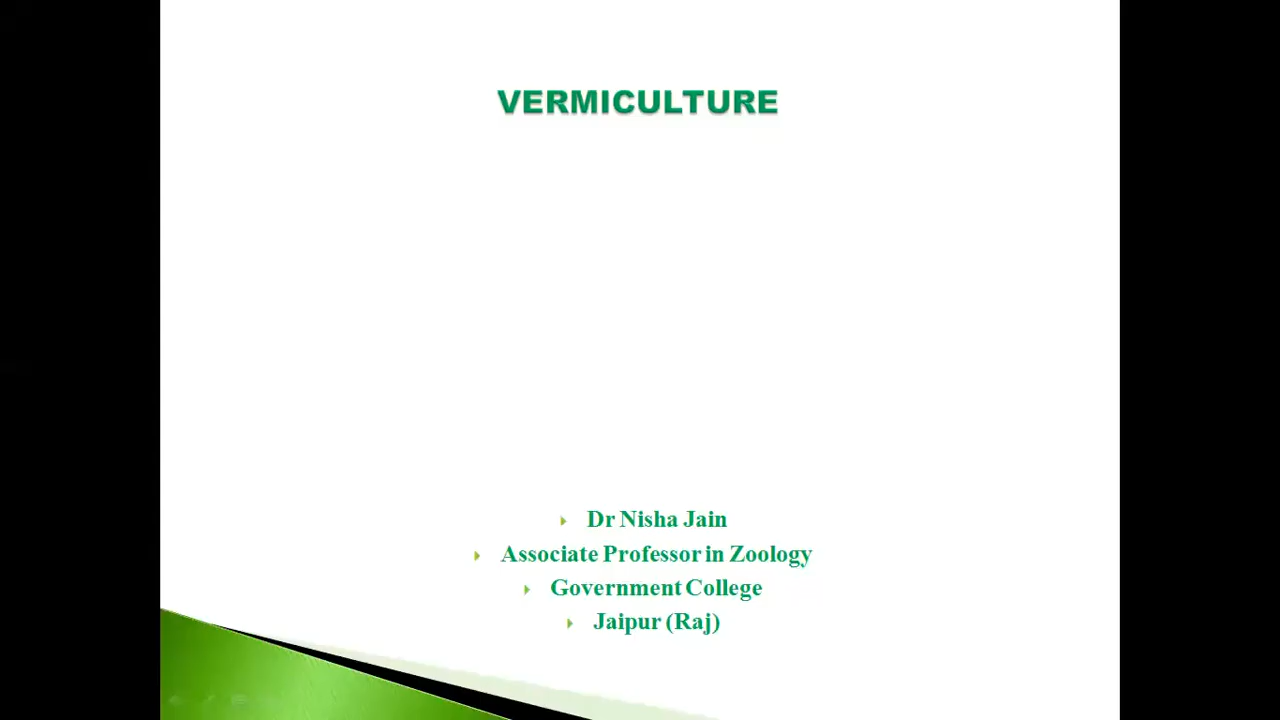 VERMICULTURE
Dr Nisha Jain
Associate Professor in Zoology
Government College
Jaipur (Raj)